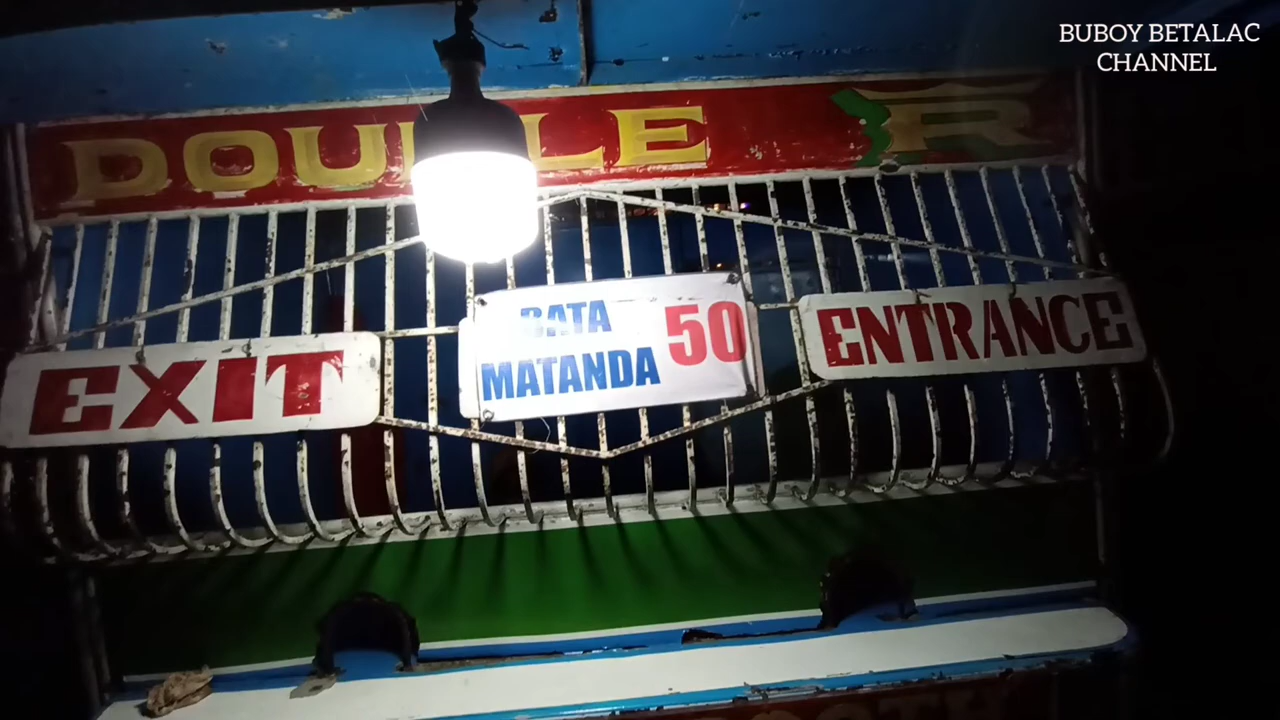 BUBOY BETALAC
CHANNEL
DOUBLE R
EXIT
BATA
MATANDA
50
ENTRANCE